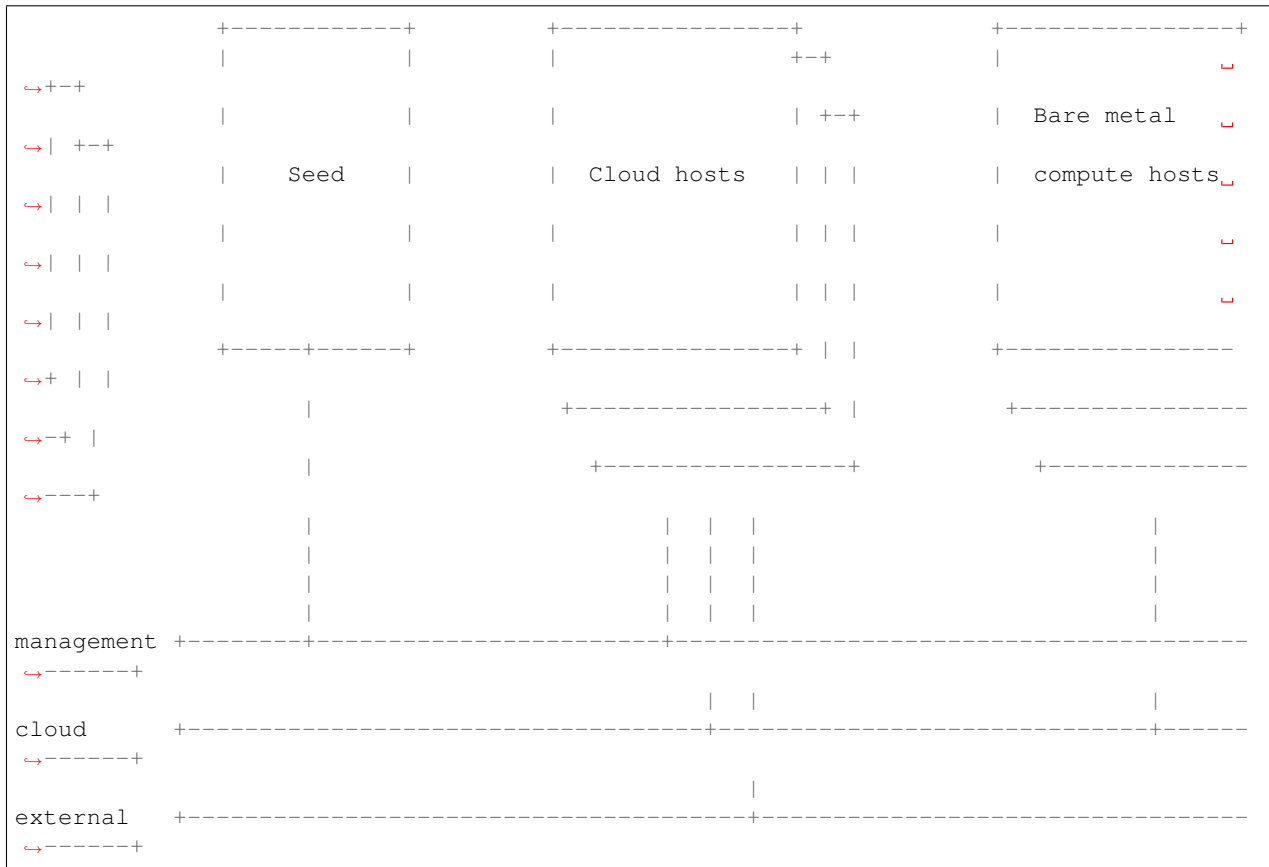 Bare metal
Seed Cloud hosts compute hosts
management
cloud
external